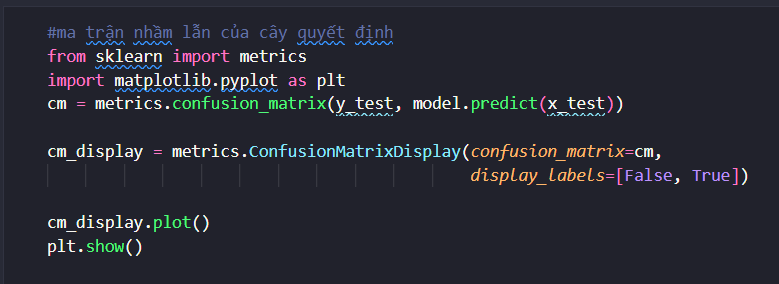 #ma trận nhầm lẫn của cây quyết định
from sklearn import metrics
import matplotlib.pyplot as plt
cm = metrics.confusion_matrix(y_test, model.predict(x_test))
cm_display = metrics.ConfusionMatrixDisplay(confusion_matrix=cm,
display_labels=[False, True])
cm_display.plot()
plt.show()